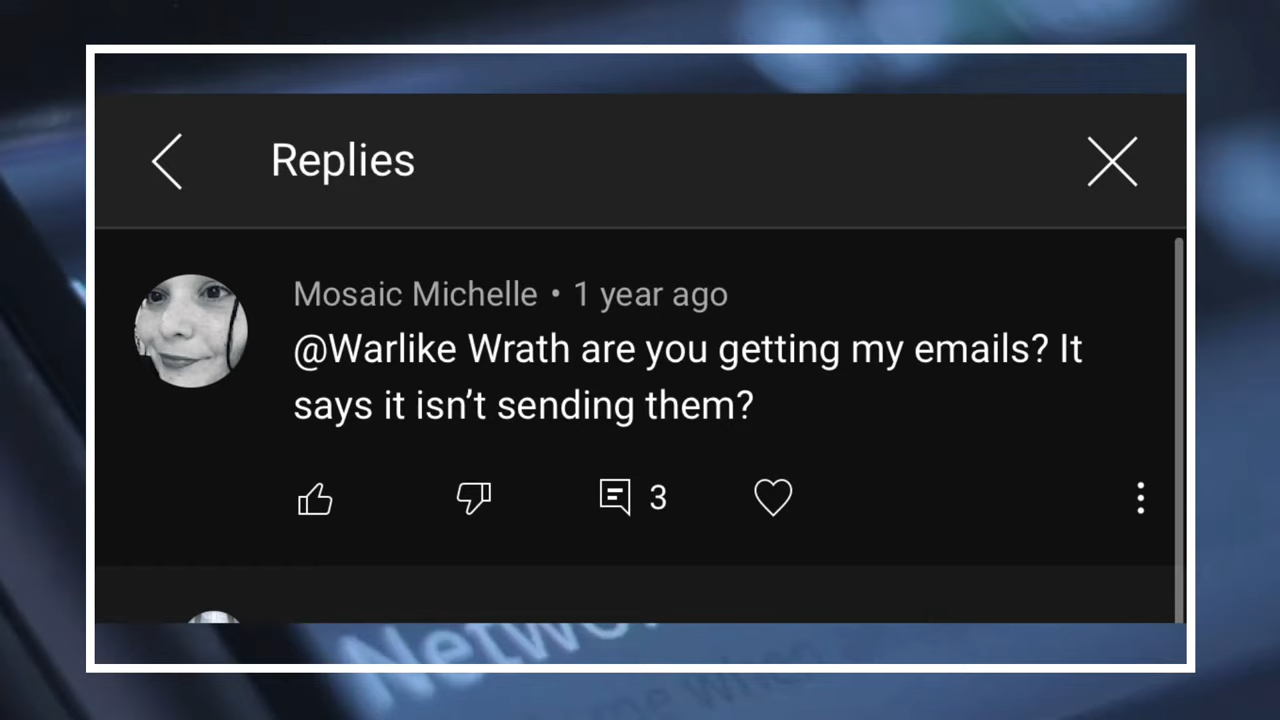 Replies
Mosaic Michelle • 1 year ago
@Warlike Wrath are you getting my emails? It
says it isn’t sending them?
3